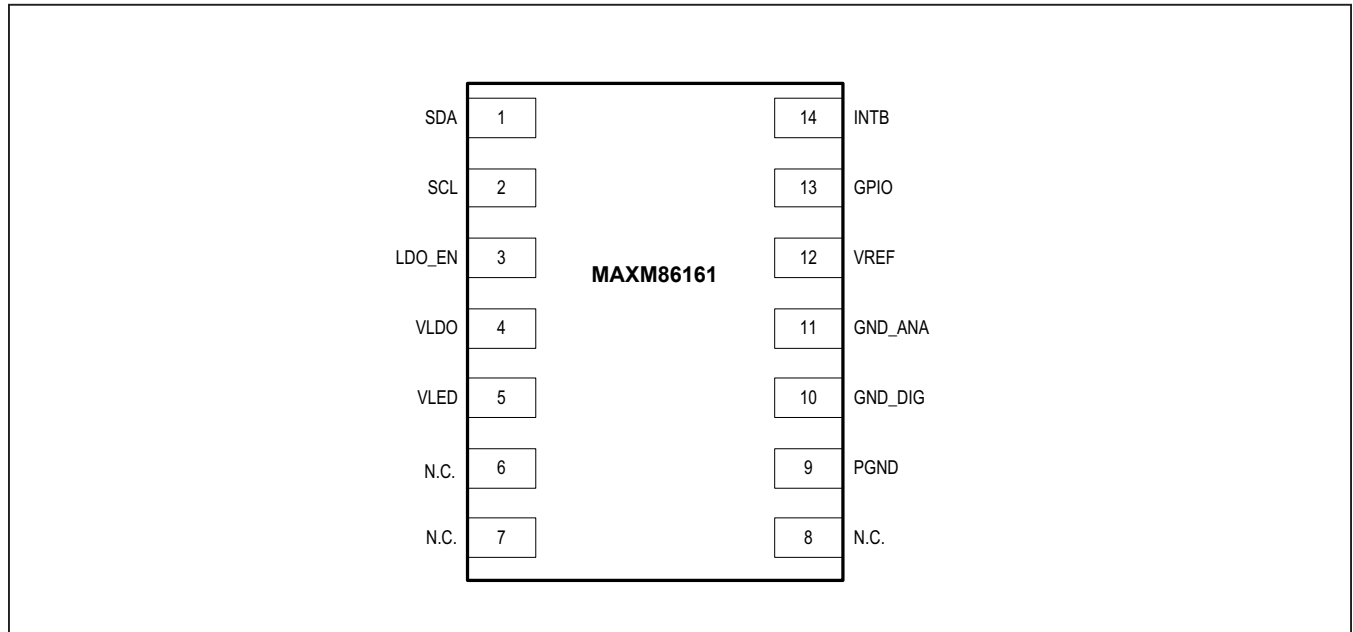 SDA 1 14 INTB
SCL 2 13 GPIO
LDO_EN 3 12 VREF
MAXM86161
VLDO 4 11 GND_ANA
VLED 5 10 GND_DIG
N.C. 6 9 PGND
N.C. 7 8 N.C.